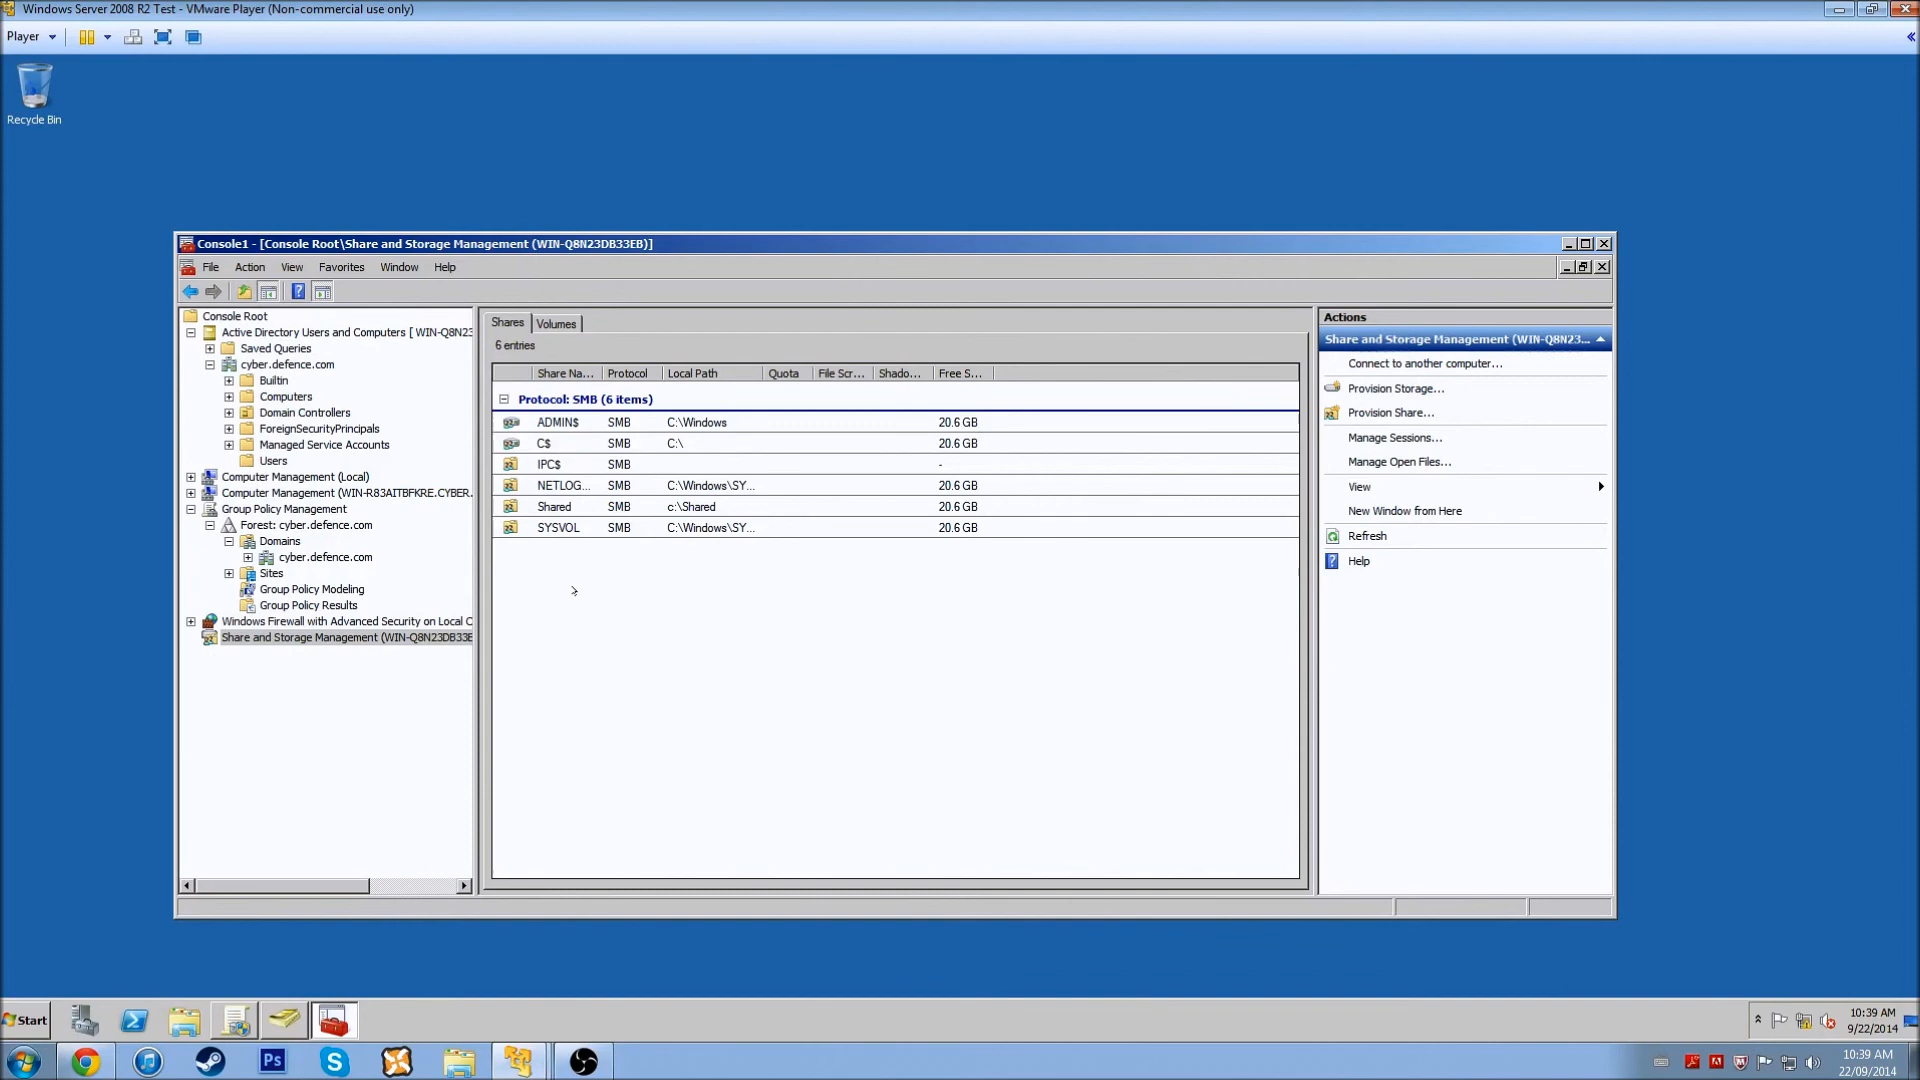 Windows Server 2008 R2 Test - VMware Player (Non-commercial use only)
Player
Recycle Bin
Console1 - [Console Root\Share and Storage Management (WIN-Q8N23DB33EB)]
File Action View Favorites Window Help
Console Root
Active Directory Users and Computers [ WIN-Q8N23
Saved Queries
cyber.defence.com
Builtin
Computers
Domain Controllers
ForeignSecurityPrincipals
Managed Service Accounts
Users
Computer Management (Local)
Computer Management (WIN-R83AITBFKRE.CYBER.
Group Policy Management
Forest: cyber.defence.com
Domains
cyber.defence.com
Sites
Group Policy Modeling
Group Policy Results
Windows Firewall with Advanced Security on Local C
Share and Storage Management (WIN-Q8N23DB33E
Shares Volumes
6 entries
Share Na... Protocol Local Path Quota File Scr... Shado... Free S...
Protocol: SMB (6 items)
ADMIN$ SMB C:\Windows 20.6 GB
C$ SMB C:\ 20.6 GB
IPC$ SMB -
NETLOG... SMB C:\Windows\SY... 20.6 GB
Shared SMB c:\Shared 20.6 GB
SYSVOL SMB C:\Windows\SY... 20.6 GB
Actions
Share and Storage Management (WIN-Q8N23...
Connect to another computer...
Provision Storage...
Provision Share...
Manage Sessions...
Manage Open Files...
View
New Window from Here
Refresh
Help
Start
10:39 AM
9/22/2014
Ps
10:39 AM
22/09/2014